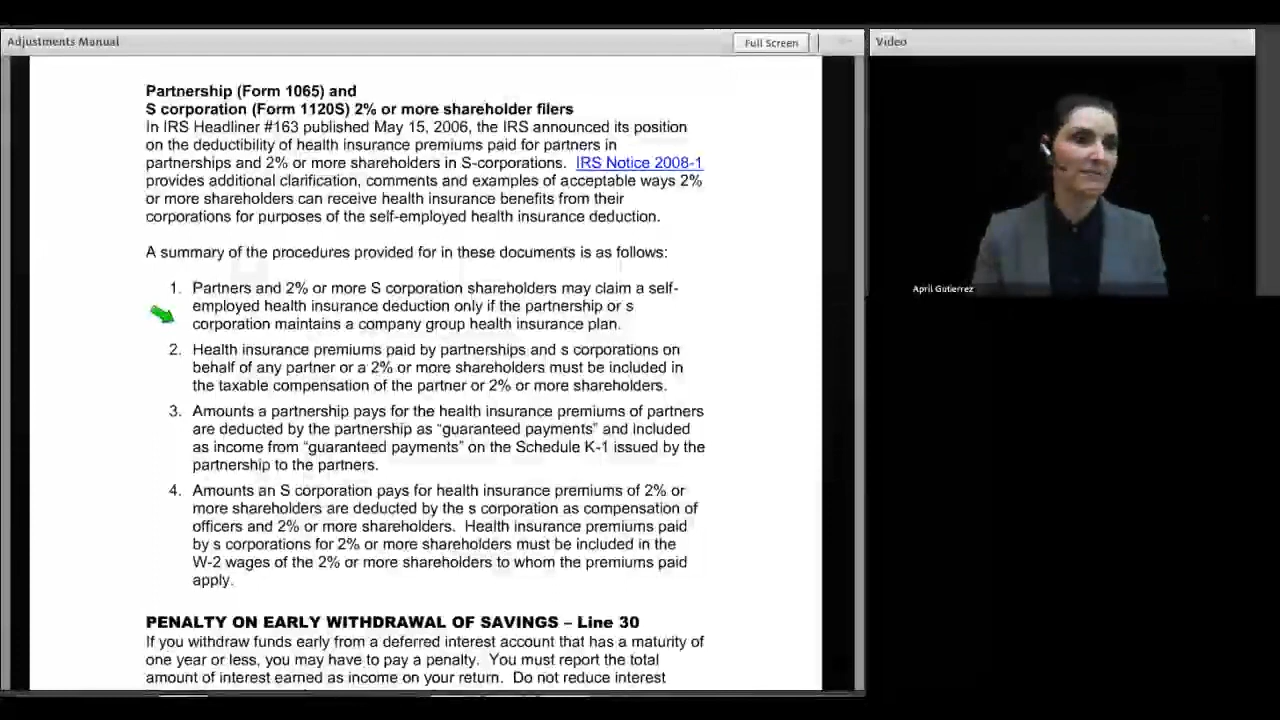 Adjustments Manual
Full Screen
Video
Partnership (Form 1065) and
S corporation (Form 1120S) 2% or more shareholder filers
In IRS Headliner #163 published May 15, 2006, the IRS announced its position
on the deductibility of health insurance premiums paid for partners in
partnerships and 2% or more shareholders in S-corporations. IRS Notice 2008-1
provides additional clarification, comments and examples of acceptable ways 2%
or more shareholders can receive health insurance benefits from their
corporations for purposes of the self-employed health insurance deduction.
A summary of the procedures provided for in these documents is as follows:
1. Partners and 2% or more S corporation shareholders may claim a self-
employed health insurance deduction only if the partnership or s
corporation maintains a company group health insurance plan.
2. Health insurance premiums paid by partnerships and s corporations on
behalf of any partner or a 2% or more shareholders must be included in
the taxable compensation of the partner or 2% or more shareholders.
3. Amounts a partnership pays for the health insurance premiums of partners
are deducted by the partnership as “guaranteed payments” and included
as income from “guaranteed payments” on the Schedule K-1 issued by the
partnership to the partners.
4. Amounts an S corporation pays for health insurance premiums of 2% or
more shareholders are deducted by the s corporation as compensation of
officers and 2% or more shareholders. Health insurance premiums paid
by s corporations for 2% or more shareholders must be included in the
W-2 wages of the 2% or more shareholders to whom the premiums paid
apply.
PENALTY ON EARLY WITHDRAWAL OF SAVINGS – Line 30
If you withdraw funds early from a deferred interest account that has a maturity of
one year or less, you may have to pay a penalty. You must report the total
amount of interest earned as income on your return. Do not reduce interest
April Gutierrez